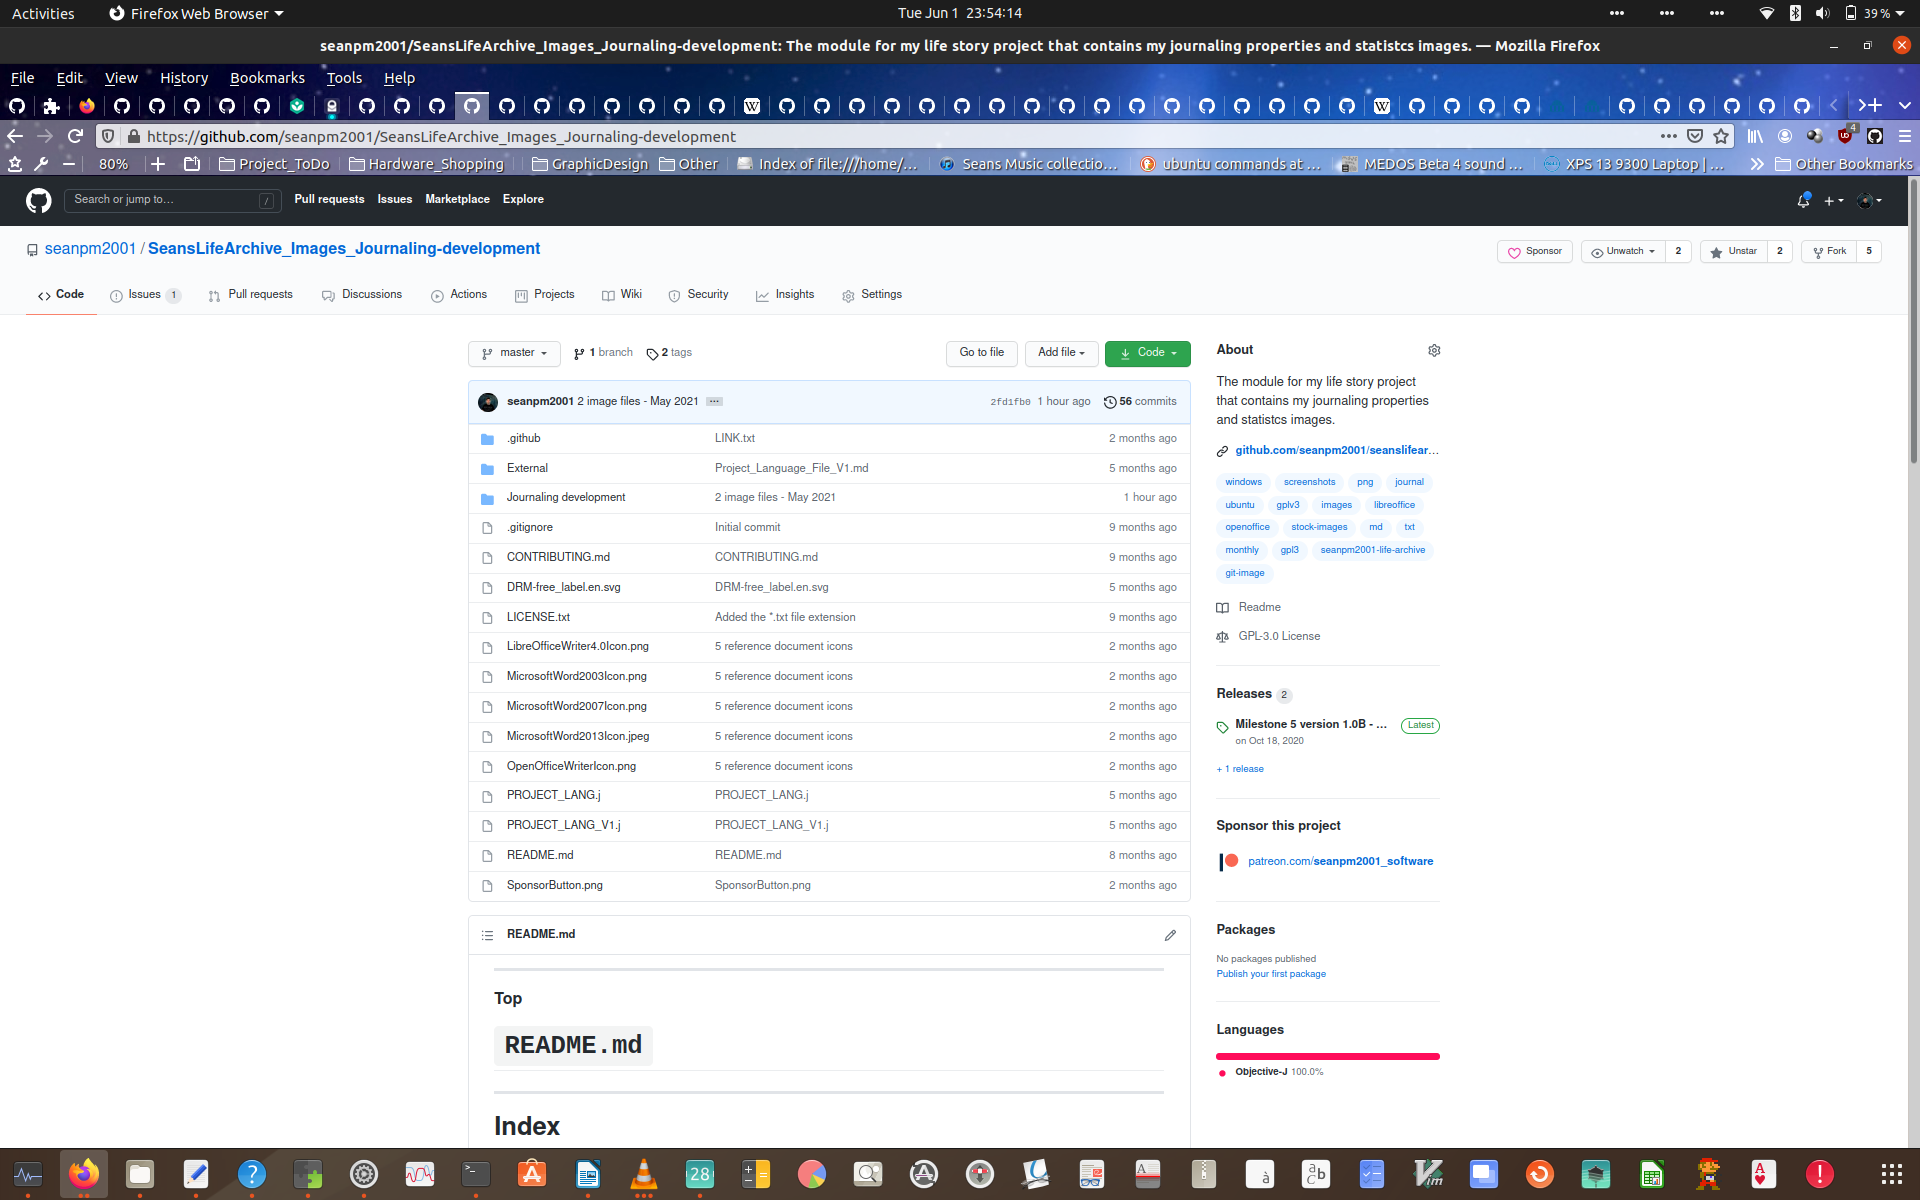 Activities Firefox Web Browser Tue Jun 1 23:54:14 39 %
seanpm2001/SeansLifeArchive_Images_Journaling-development: The module for my life story project that contains my journaling properties and statistcs images. — Mozilla Firefox
File Edit View History Bookmarks Tools Help
https://github.com/seanpm2001/SeansLifeArchive_Images_Journaling-development 4
80% Project_ToDo Hardware_Shopping GraphicDesign Other Index of file:///home/... Seans Music collectio... ubuntu commands at ... MEDOS Beta 4 sound ... XPS 13 9300 Laptop | ... Other Bookmarks
Search or jump to... / Pull requests Issues Marketplace Explore
seanpm2001 / SeansLifeArchive_Images_Journaling-development Sponsor Unwatch 2 Unstar 2 Fork 5
Code Issues 1 Pull requests Discussions Actions Projects Wiki Security Insights Settings
master 1 branch 2 tags Go to file Add file Code
seanpm2001 2 image files - May 2021 ... 2fd1fb0 1 hour ago 56 commits
.github LINK.txt 2 months ago
External Project_Language_File_V1.md 5 months ago
Journaling development 2 image files - May 2021 1 hour ago
.gitignore Initial commit 9 months ago
CONTRIBUTING.md CONTRIBUTING.md 9 months ago
DRM-free_label.en.svg DRM-free_label.en.svg 5 months ago
LICENSE.txt Added the *.txt file extension 9 months ago
LibreOfficeWriter4.0Icon.png 5 reference document icons 2 months ago
MicrosoftWord2003Icon.png 5 reference document icons 2 months ago
MicrosoftWord2007Icon.png 5 reference document icons 2 months ago
MicrosoftWord2013Icon.jpeg 5 reference document icons 2 months ago
OpenOfficeWriterIcon.png 5 reference document icons 2 months ago
PROJECT_LANG.j PROJECT_LANG.j 5 months ago
PROJECT_LANG_V1.j PROJECT_LANG_V1.j 5 months ago
README.md README.md 8 months ago
SponsorButton.png SponsorButton.png 2 months ago
README.md
Top
README.md
Index
About
The module for my life story project
that contains my journaling properties
and statistcs images.
github.com/seanpm2001/seanslifear...
windows screenshots png journal
ubuntu gplv3 images libreoffice
openoffice stock-images md txt
monthly gpl3 seanpm2001-life-archive
git-image
Readme
GPL-3.0 License
Releases 2
Milestone 5 version 1.0B - ... Latest
on Oct 18, 2020
+ 1 release
Sponsor this project
patreon.com/seanpm2001_software
Packages
No packages published
Publish your first package
Languages
Objective-J 100.0%
28